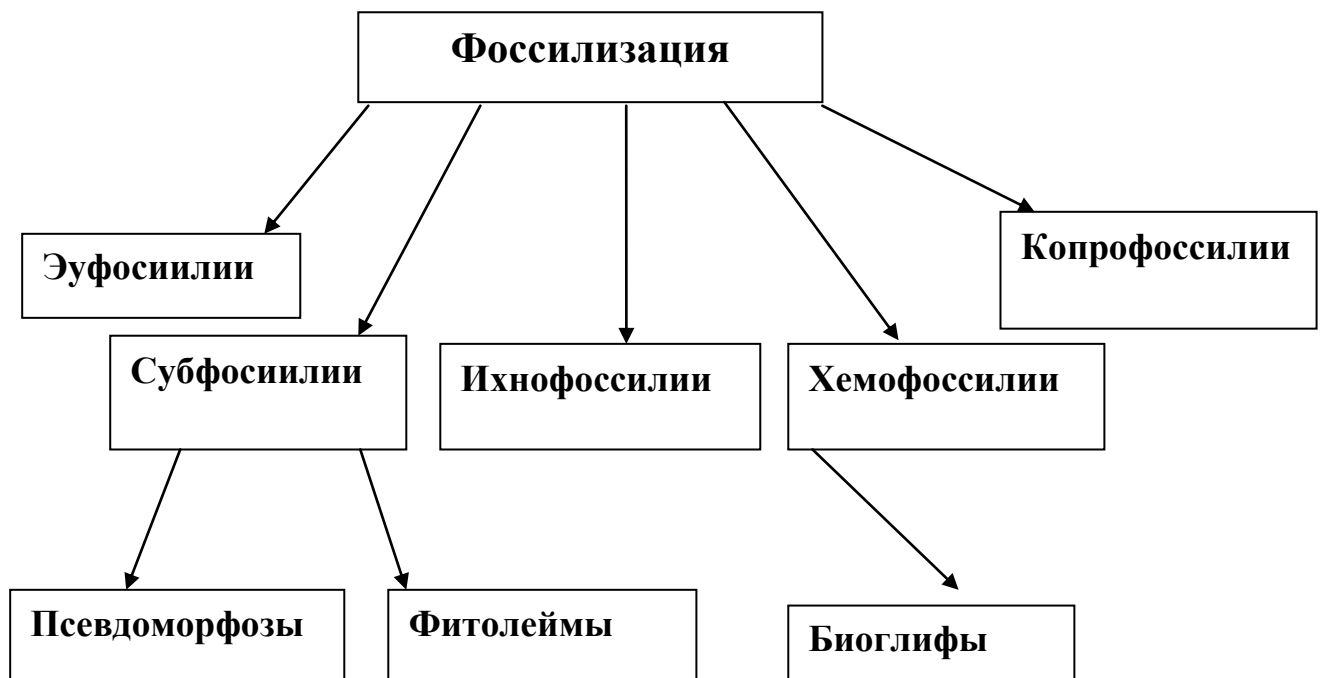 Фоссилизация
Эуфосиилии
Копрофоссилии
Субфосиилии
Ихнофоссилии
Хемофоссилии
Псевдоморфозы
Фитолеймы
Биоглифы